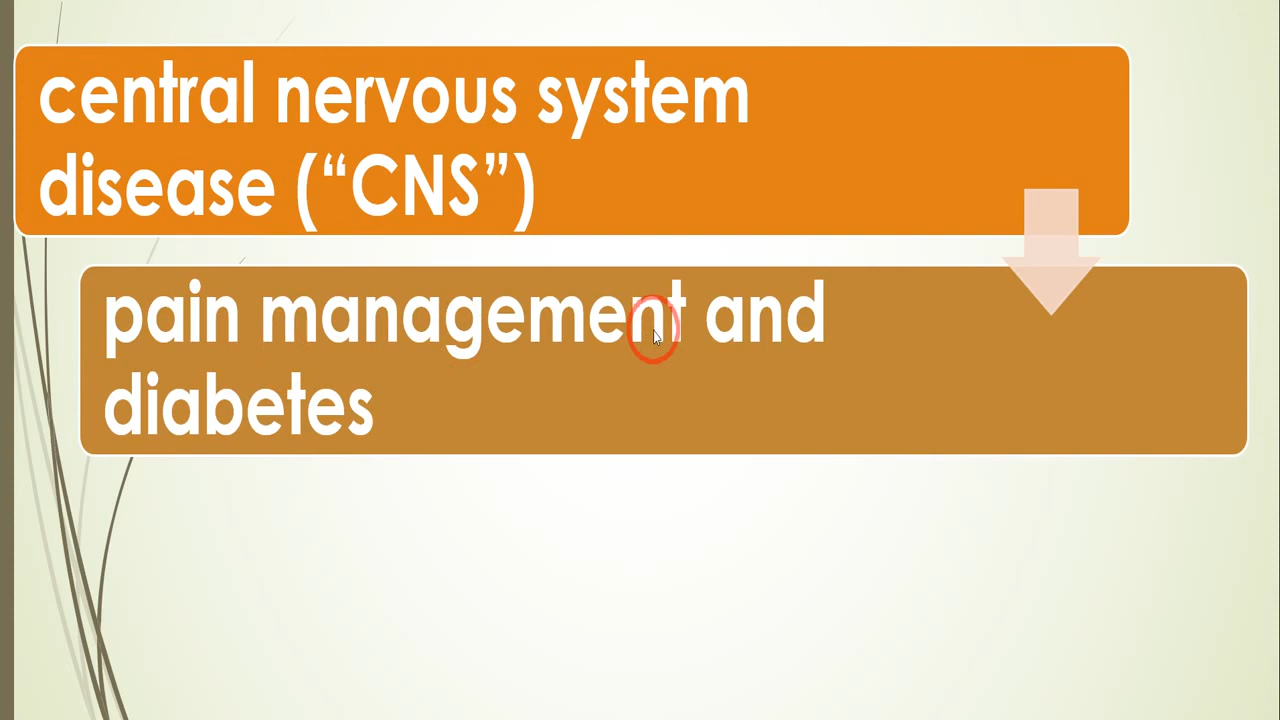 central nervous system
disease (“CNS”)
pain management and
diabetes